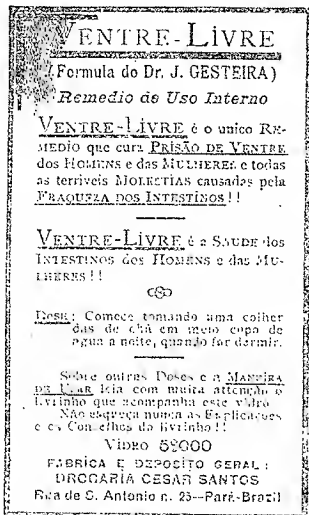 VENTRE-LIVRE
(Formula do Dr. J. GESTEIRA)
Remedio de Uso Interno
VENTRE-LIVRE é o unico RE-
MEDIO que cura PRISÃO DE VENTRE
dos HOMENS e das MULHERES e todas
as terriveis MOLESTIAS causadas pela
FRAQUEZA DOS INTESTINOS!!
VENTRE-LIVRE é a SAUDE dos
INTESTINOS dos HOMENS e das MU-
LHERES!!
DOSE: Comece tomando uma colher
das de chá em meio copo de
agua a noite, quando for dormir.
Sobre outras Doses e a MANEIRA
DE USAR leia com muita attenção o
livrinho que acompanha este vidro
Não esqueça nunca as Explicações
e os Conselhos do livrinho!!
VIDRO 5$000
FABRICA E DEPOSITO GERAL:
DROGARIA CESAR SANTOS
Rua de S. Antonio n. 25-Pará-Brazil